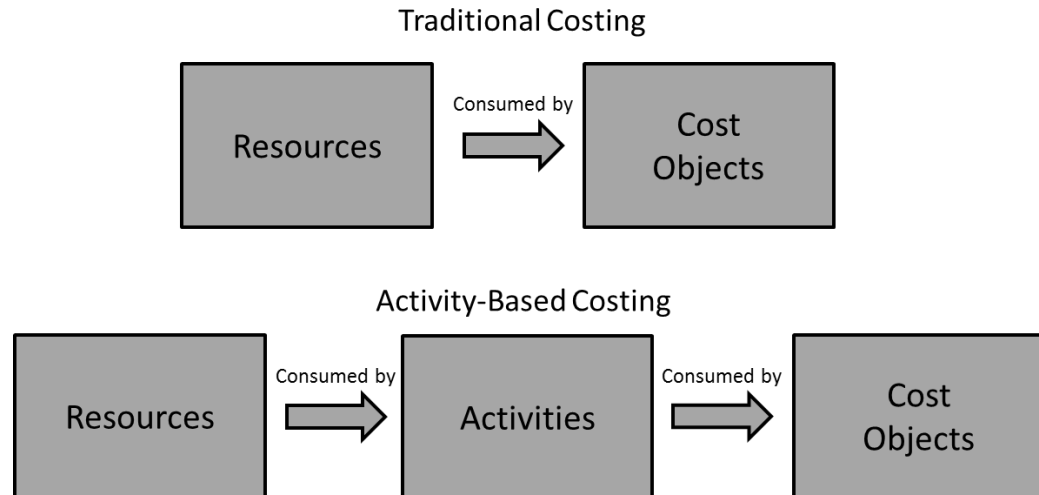 Traditional Costing
Consumed by
Resources
Cost
Objects
Activity-Based Costing
Consumed by
Consumed by
Resources
Activities
Cost
Objects